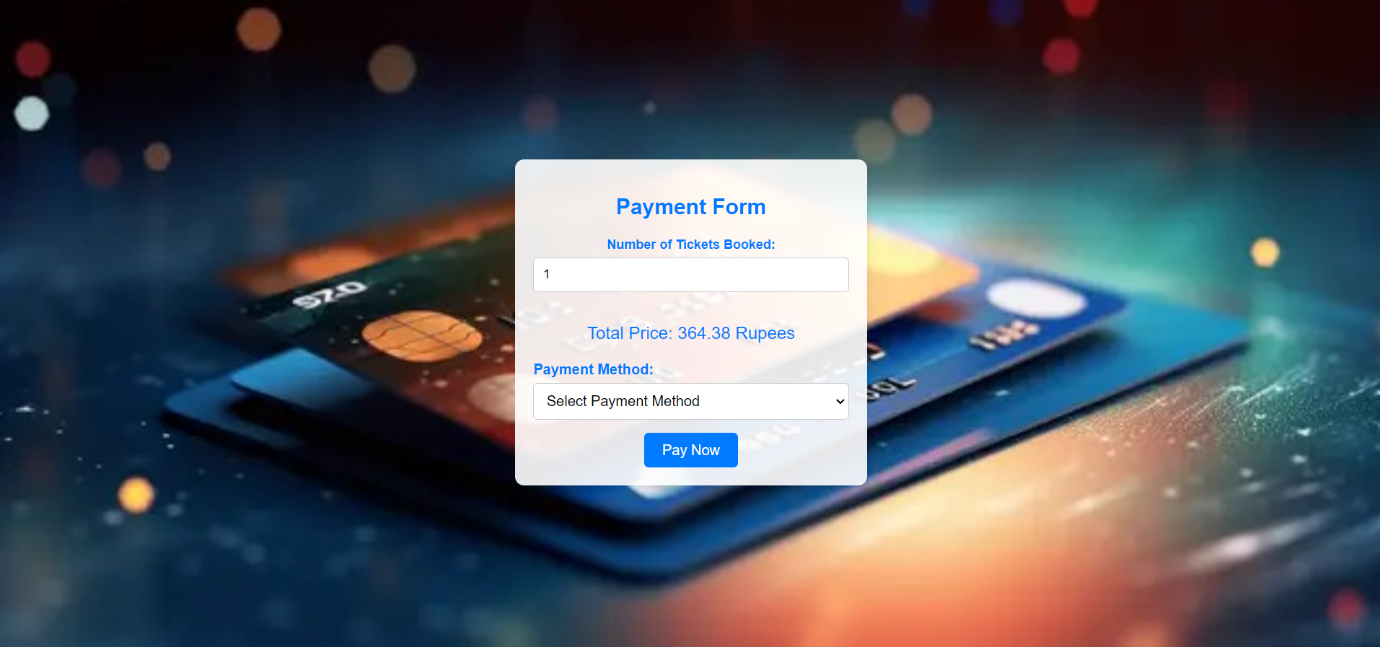 Payment Form
Number of Tickets Booked:
1
Total Price: 364.38 Rupees
Payment Method:
Select Payment Method
Pay Now